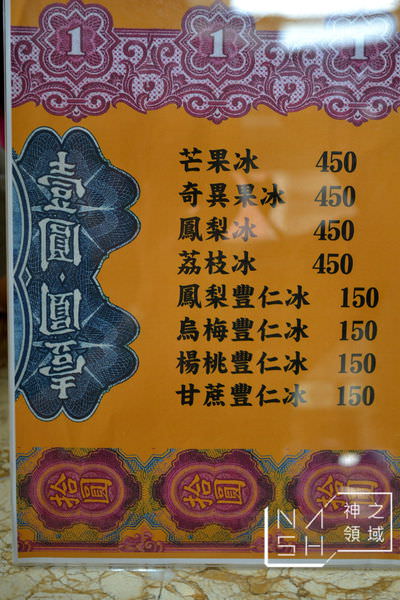 1 1 1
芒果冰 450
奇異果冰 450
鳳梨冰 450
荔枝冰 450
鳳梨豐仁冰 150
烏梅豐仁冰 150
楊桃豐仁冰 150
甘蔗豐仁冰 150
壹圓
圓壹
拾圓 拾圓 拾圓
NASH 神之領域